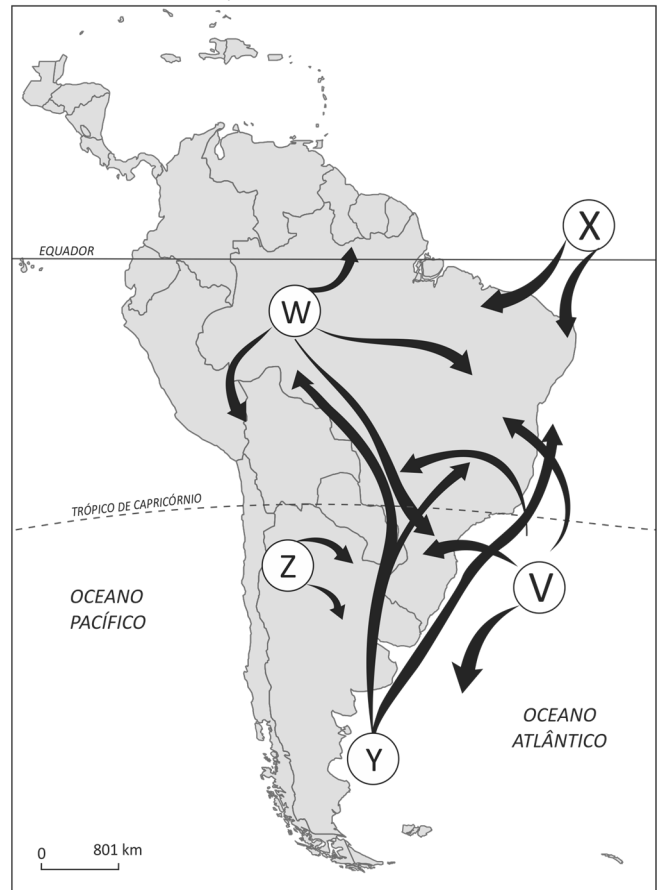 X
EQUADOR
W
TRÓPICO DE CAPRICÓRNIO
Z
V
OCEANO
PACÍFICO
OCEANO
ATLÂNTICO
Y
0 801 km